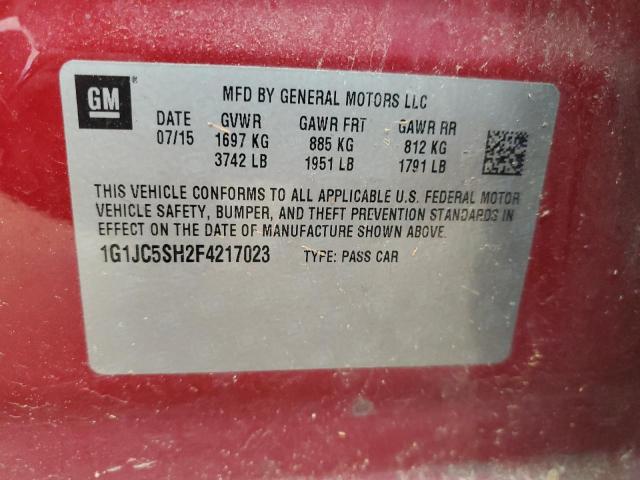 GM®
MFD BY GENERAL MOTORS LLC
DATE GVWR GAWR FRT GAWR RR
07/15 1697 KG 885 KG 812 KG
3742 LB 1951 LB 1791 LB
THIS VEHICLE CONFORMS TO ALL APPLICABLE U.S. FEDERAL MOTOR
VEHICLE SAFETY, BUMPER, AND THEFT PREVENTION STANDARDS IN
EFFECT ON THE DATE OF MANUFACTURE SHOWN ABOVE.
1G1JC5SH2F4217023 TYPE: PASS CAR